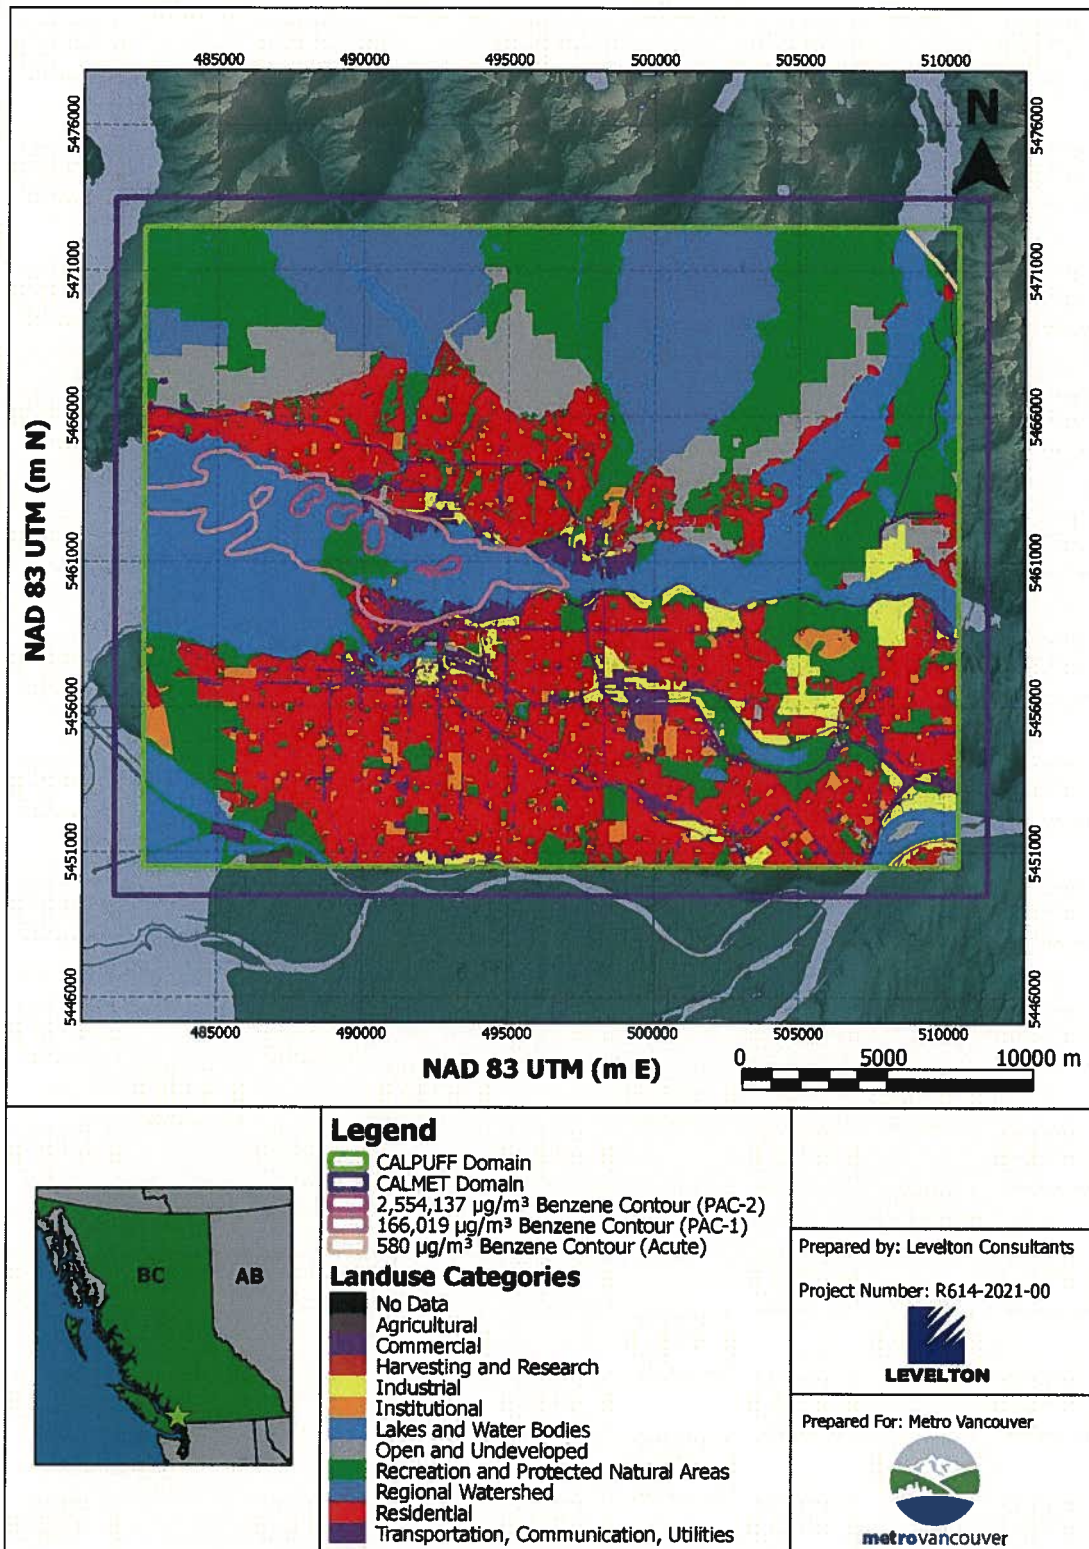 485000 490000 495000 500000 505000 510000
N
5476000 5476000
5471000 5471000
5466000 5466000
5461000 5461000
5456000 5456000
5451000 5451000
5446000 5446000
NAD 83 UTM (m N)
485000 490000 495000 500000 505000 510000
NAD 83 UTM (m E)
0 5000 10000 m
BC AB
Legend
CALPUFF Domain
CALMET Domain
2,554,137 µg/m³ Benzene Contour (PAC-2)
166,019 µg/m³ Benzene Contour (PAC-1)
580 µg/m³ Benzene Contour (Acute)
Landuse Categories
No Data
Agricultural
Commercial
Harvesting and Research
Industrial
Institutional
Lakes and Water Bodies
Open and Undeveloped
Recreation and Protected Natural Areas
Regional Watershed
Residential
Transportation, Communication, Utilities
Prepared by: Levelton Consultants
Project Number: R614-2021-00
LEVELTON
Prepared For: Metro Vancouver
metrovancouver